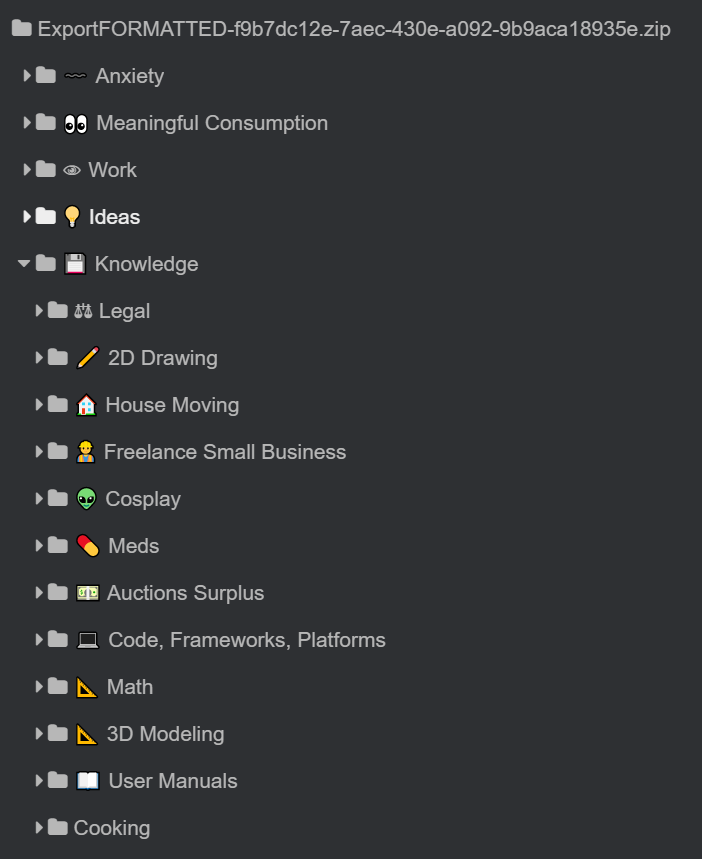 ExportFORMATTED-f9b7dc12e-7aec-430e-a092-9b9aca18935e.zip
Anxiety
Meaningful Consumption
Work
Ideas
Knowledge
Legal
2D Drawing
House Moving
Freelance Small Business
Cosplay
Meds
Auctions Surplus
Code, Frameworks, Platforms
Math
3D Modeling
User Manuals
Cooking